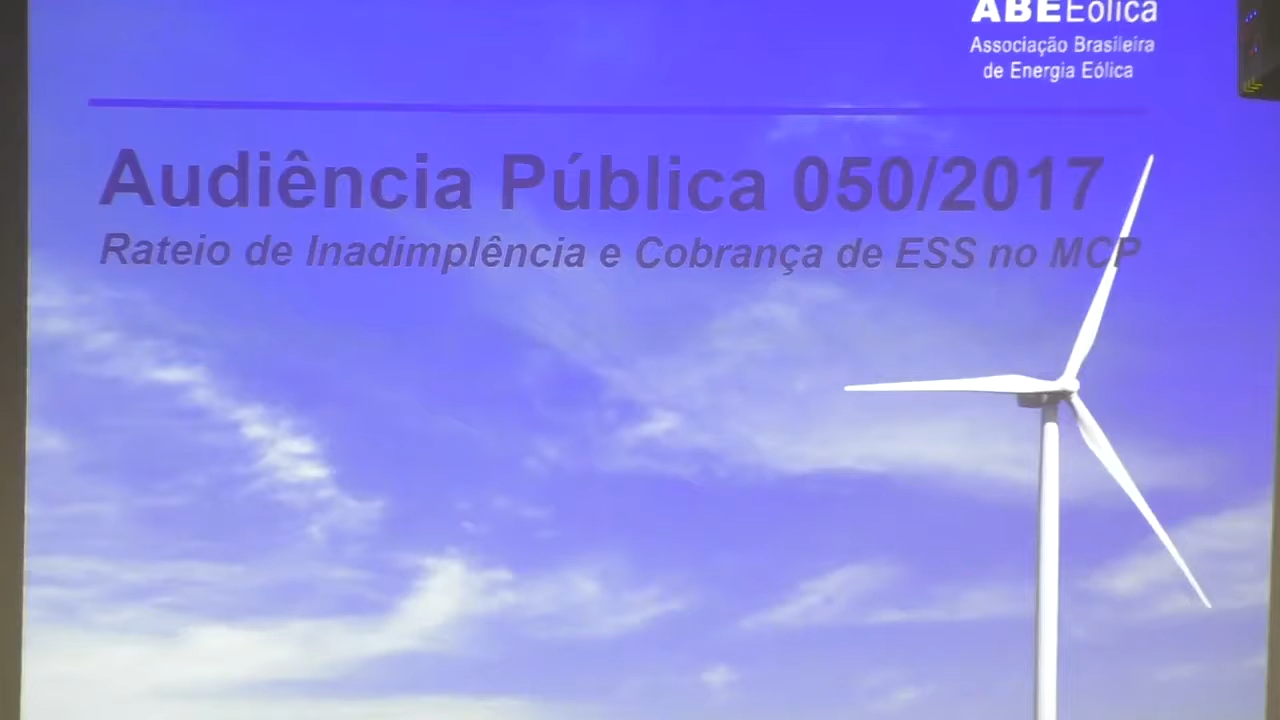 ABEEólica
Associação Brasileira
de Energia Eólica
Audiência Pública 050/2017
Rateio de Inadimplência e Cobrança de ESS no MCP